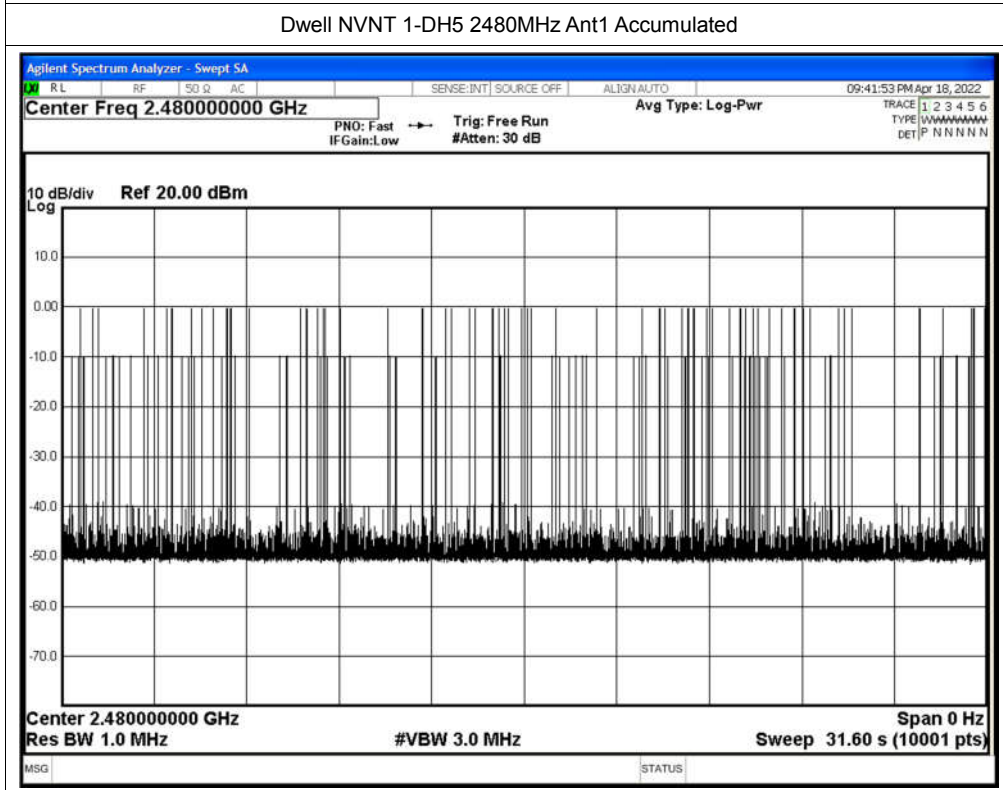 Dwell NVNT 1-DH5 2480MHz Ant1 Accumulated
Agilent Spectrum Analyzer - Swept SA
LXI RL RF 50 Ω AC SENSE:INT SOURCE OFF ALIGN AUTO 09:41:53 PM Apr 18, 2022
Center Freq 2.480000000 GHz Avg Type: Log-Pwr TRACE 1 2 3 4 5 6
PNO: Fast Trig: Free Run TYPE WWWWWW
IFGain:Low #Atten: 30 dB DET P N N N N N
10 dB/div Ref 20.00 dBm
Log
10.0
0.00
-10.0
-20.0
-30.0
-40.0
-50.0
-60.0
-70.0
Center 2.480000000 GHz Span 0 Hz
Res BW 1.0 MHz #VBW 3.0 MHz Sweep 31.60 s (10001 pts)
MSG STATUS